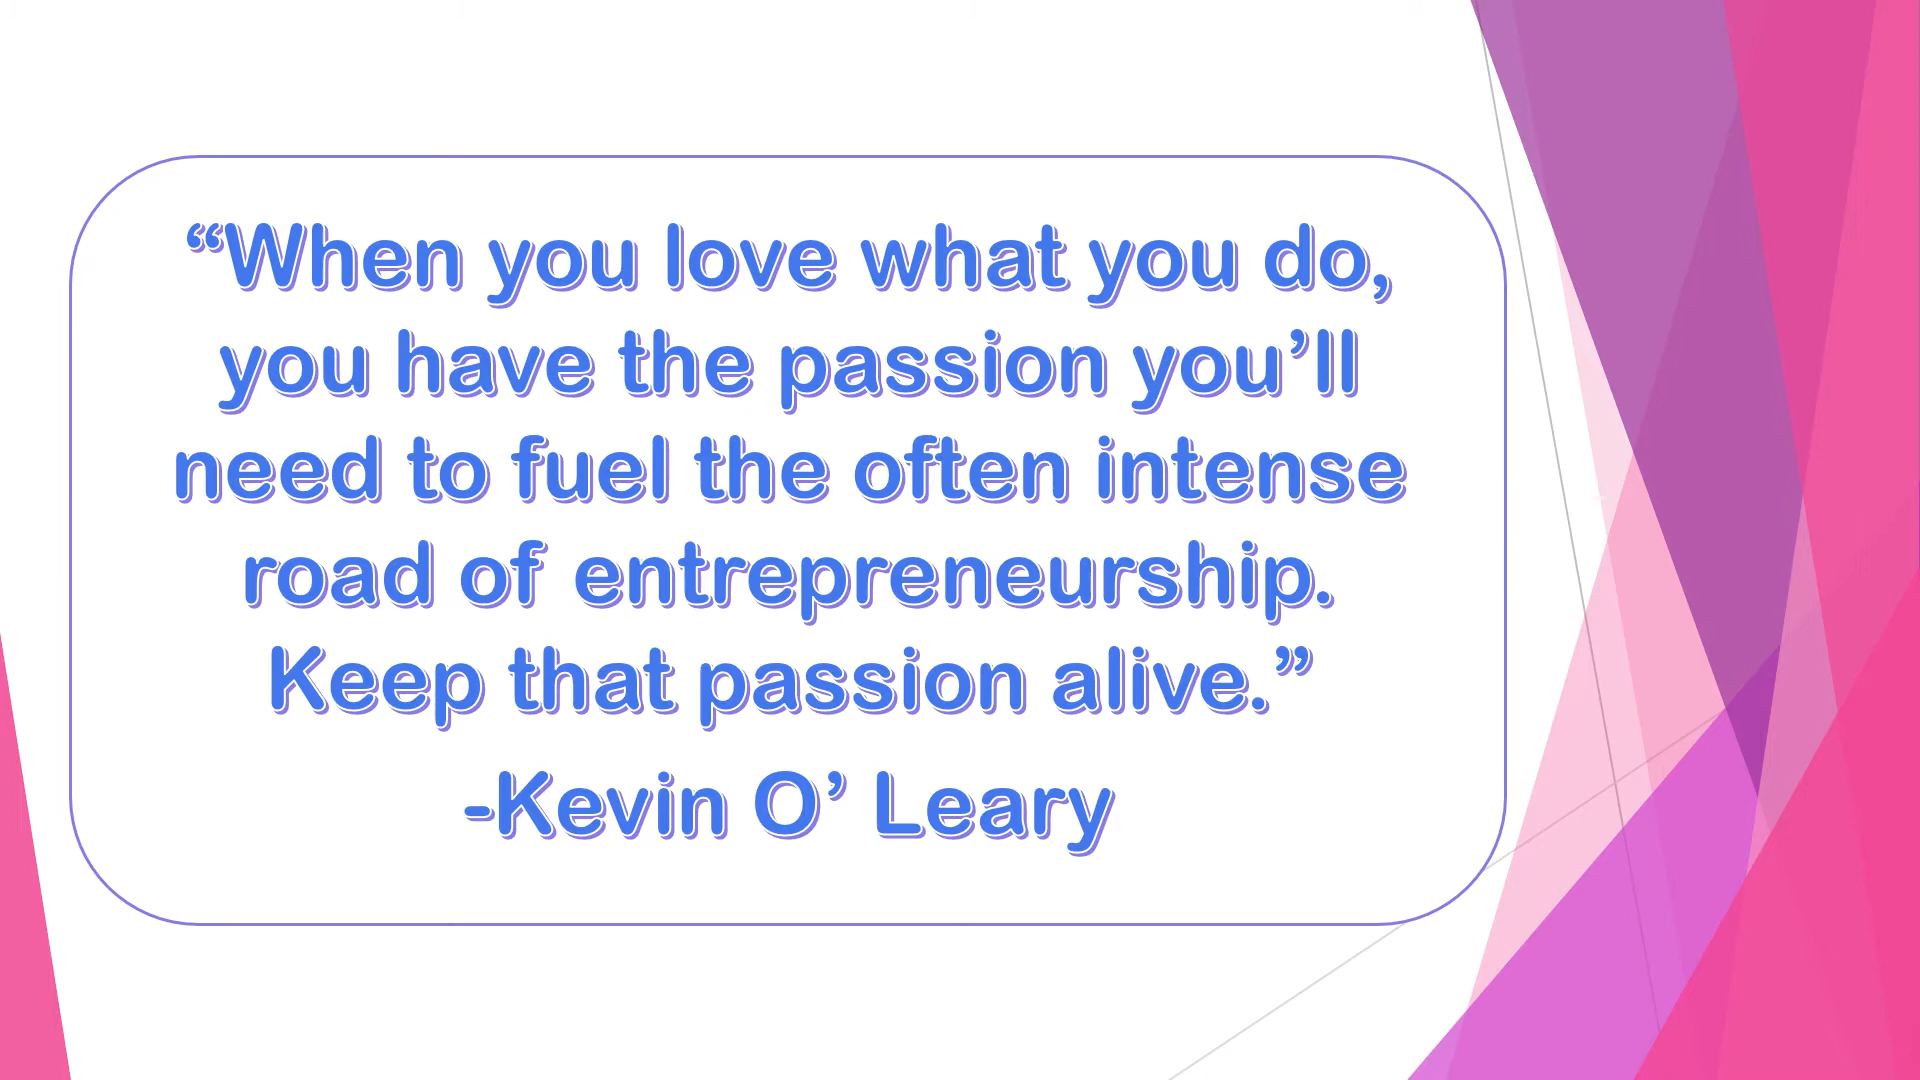 “When you love what you do,
you have the passion you’ll
need to fuel the often intense
road of entrepreneurship.
Keep that passion alive.”
-Kevin O’ Leary